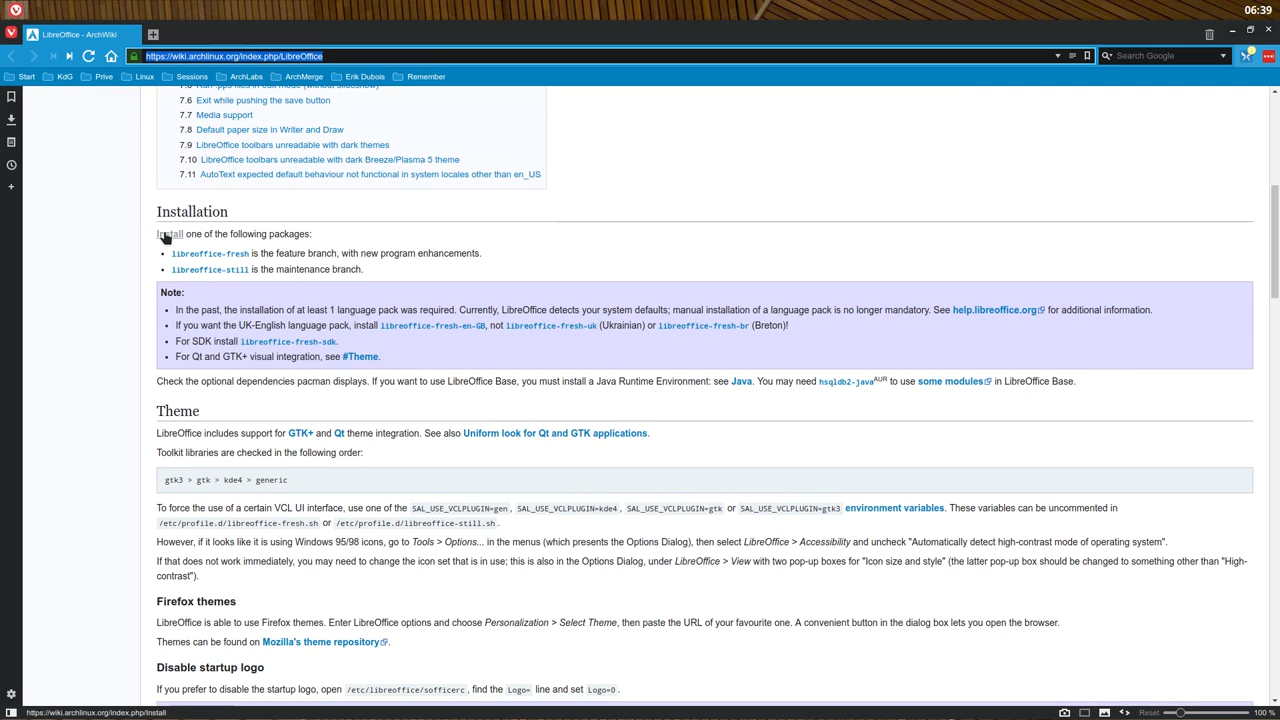 06:39
LibreOffice - ArchWiki
https://wiki.archlinux.org/index.php/LibreOffice
Search Google
Start KdG Prive Linux Sessions ArchLabs ArchMerge Erik Dubois Remember
7.6 Exit while pushing the save button
7.7 Media support
7.8 Default paper size in Writer and Draw
7.9 LibreOffice toolbars unreadable with dark themes
7.10 LibreOffice toolbars unreadable with dark Breeze/Plasma 5 theme
7.11 AutoText expected default behaviour not functional in system locales other than en_US
Installation
Install one of the following packages:
libreoffice-fresh is the feature branch, with new program enhancements.
libreoffice-still is the maintenance branch.
Note:
In the past, the installation of at least 1 language pack was required. Currently, LibreOffice detects your system defaults; manual installation of a language pack is no longer mandatory. See help.libreoffice.org for additional information.
If you want the UK-English language pack, install libreoffice-fresh-en-GB, not libreoffice-fresh-uk (Ukrainian) or libreoffice-fresh-br (Breton)!
For SDK install libreoffice-fresh-sdk.
For Qt and GTK+ visual integration, see #Theme.
Check the optional dependencies pacman displays. If you want to use LibreOffice Base, you must install a Java Runtime Environment: see Java. You may need hsqldb2-javaAUR to use some modules in LibreOffice Base.
Theme
LibreOffice includes support for GTK+ and Qt theme integration. See also Uniform look for Qt and GTK applications.
Toolkit libraries are checked in the following order:
gtk3 > gtk > kde4 > generic
To force the use of a certain VCL UI interface, use one of the SAL_USE_VCLPLUGIN=gen, SAL_USE_VCLPLUGIN=kde4, SAL_USE_VCLPLUGIN=gtk or SAL_USE_VCLPLUGIN=gtk3 environment variables. These variables can be uncommented in
/etc/profile.d/libreoffice-fresh.sh or /etc/profile.d/libreoffice-still.sh.
However, if it looks like it is using Windows 95/98 icons, go to Tools > Options... in the menus (which presents the Options Dialog), then select LibreOffice > Accessibility and uncheck "Automatically detect high-contrast mode of operating system".
If that does not work immediately, you may need to change the icon set that is in use; this is also in the Options Dialog, under LibreOffice > View with two pop-up boxes for "Icon size and style" (the latter pop-up box should be changed to something other than "High-
contrast").
Firefox themes
LibreOffice is able to use Firefox themes. Enter LibreOffice options and choose Personalization > Select Theme, then paste the URL of your favourite one. A convenient button in the dialog box lets you open the browser.
Themes can be found on Mozilla's theme repository.
Disable startup logo
If you prefer to disable the startup logo, open /etc/libreoffice/sofficerc, find the Logo= line and set Logo=0.
https://wiki.archlinux.org/index.php/Install
Reset 100 %